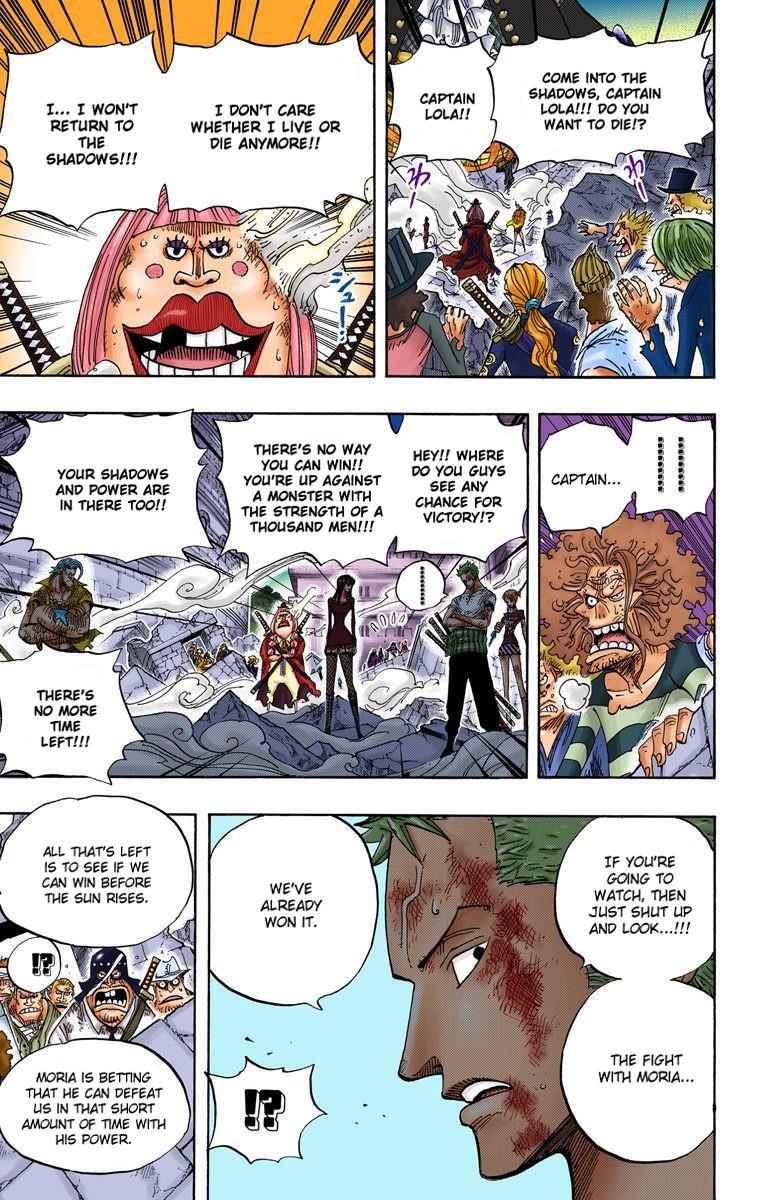 COME INTO THE
SHADOWS, CAPTAIN
LOLA!!! DO YOU
WANT TO DIE!?
CAPTAIN
LOLA!!
わ
わ
I DON'T CARE
WHETHER I LIVE OR
DIE ANYMORE!!
I... I WON'T
RETURN TO
THE
SHADOWS!!!
ジューー!
CAPTAIN...
HEY!! WHERE
DO YOU GUYS
SEE ANY
CHANCE FOR
VICTORY!?
THERE'S NO WAY
YOU CAN WIN!!
YOU'RE UP AGAINST
A MONSTER WITH
THE STRENGTH OF A
THOUSAND MEN!!!
YOUR SHADOWS
AND POWER ARE
IN THERE TOO!!
THERE'S
NO MORE
TIME
LEFT!!!
IF YOU'RE
GOING TO
WATCH, THEN
JUST SHUT UP
AND LOOK...!!!
THE FIGHT
WITH MORIA...
WE'VE
ALREADY
WON IT.
!?
ALL THAT'S LEFT
IS TO SEE IF WE
CAN WIN BEFORE
THE SUN RISES.
!?
MORIA IS BETTING
THAT HE CAN DEFEAT
US IN THAT SHORT
AMOUNT OF TIME WITH
HIS POWER.